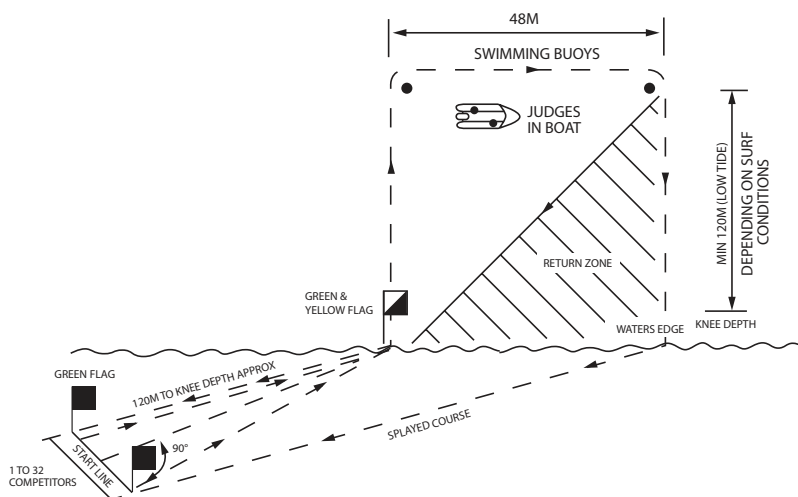 48M
SWIMMING BUOYS
JUDGES
IN BOAT
MIN 120M (LOW TIDE)
DEPENDING ON SURF
CONDITIONS
RETURN ZONE
GREEN &
YELLOW FLAG
WATERS EDGE
KNEE DEPTH
GREEN FLAG
120M TO KNEE DEPTH APPROX
SPLAYED COURSE
90°
START LINE
1 TO 32
COMPETITORS